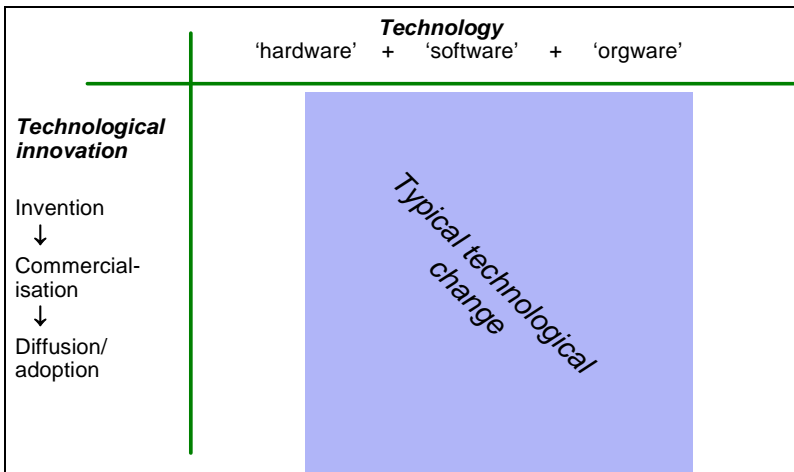 Technology
‘hardware’ + ‘software’ + ‘orgware’
Technological
innovation
Invention
↓
Commercial-
isation
↓
Diffusion/
adoption
Typical technological
change